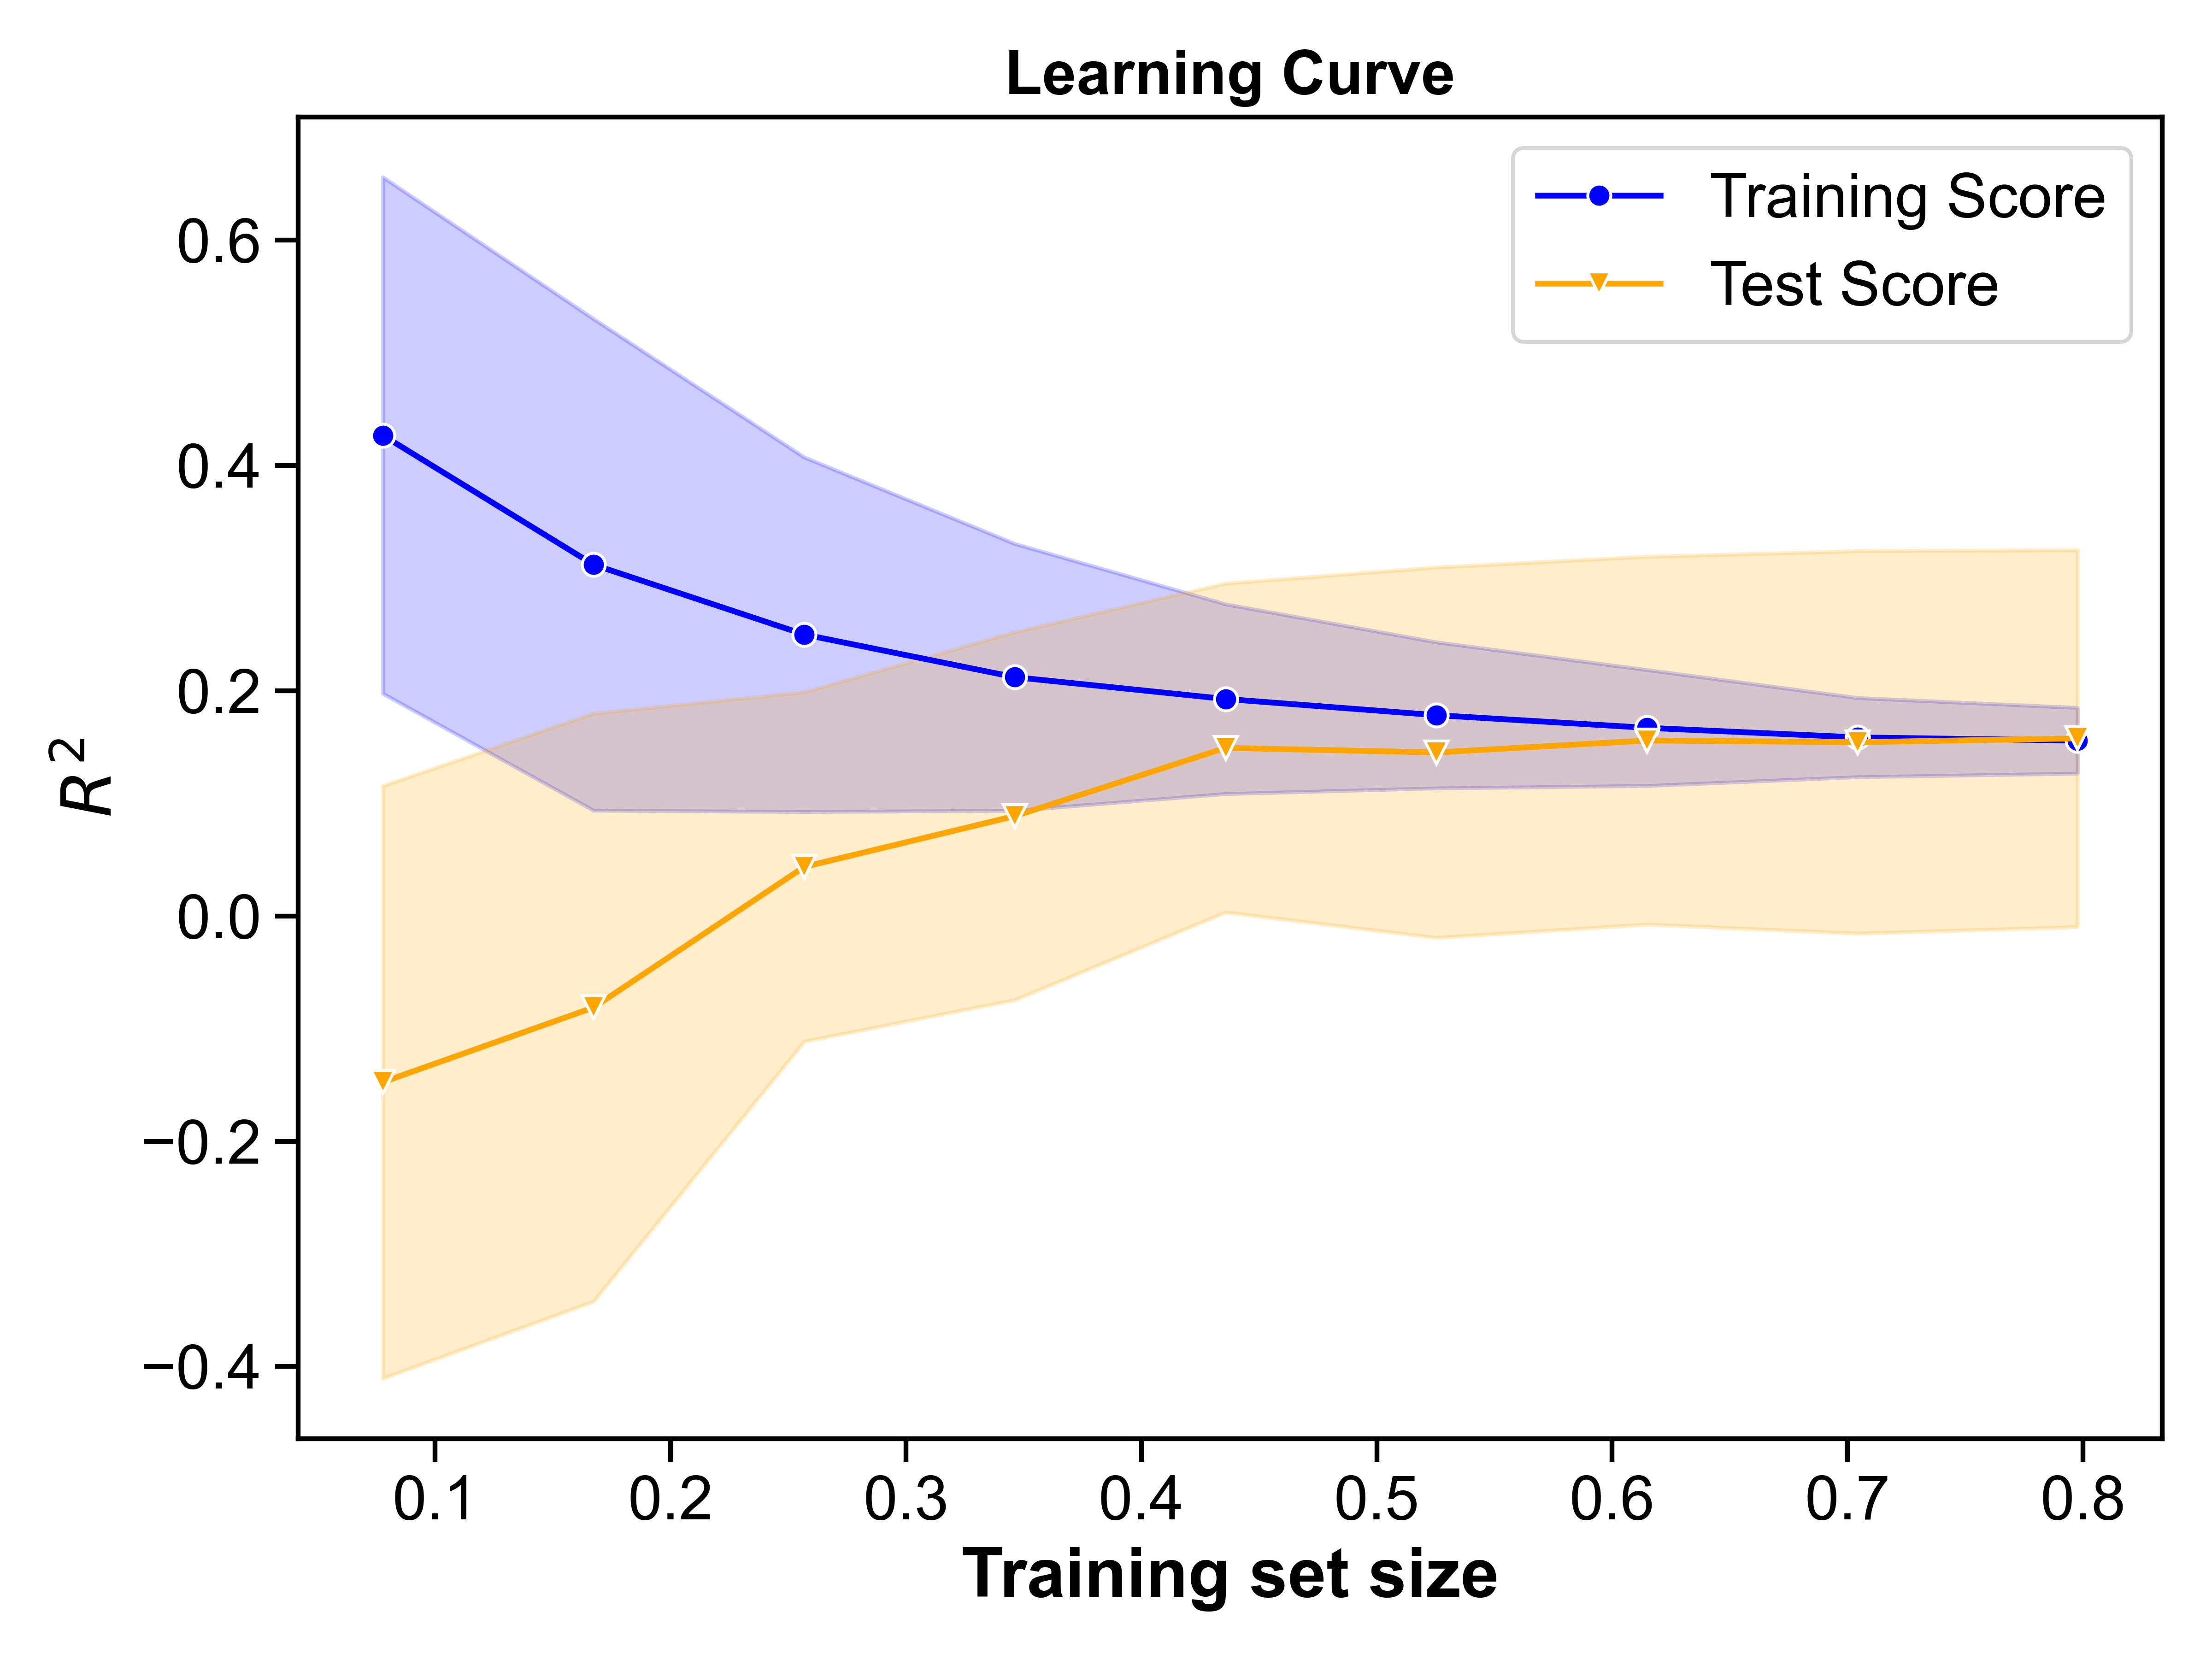 Learning Curve
Training Score
Test Score
0.6
0.4
0.2
0.0
−0.2
−0.4
R²
0.1 0.2 0.3 0.4 0.5 0.6 0.7 0.8
Training set size